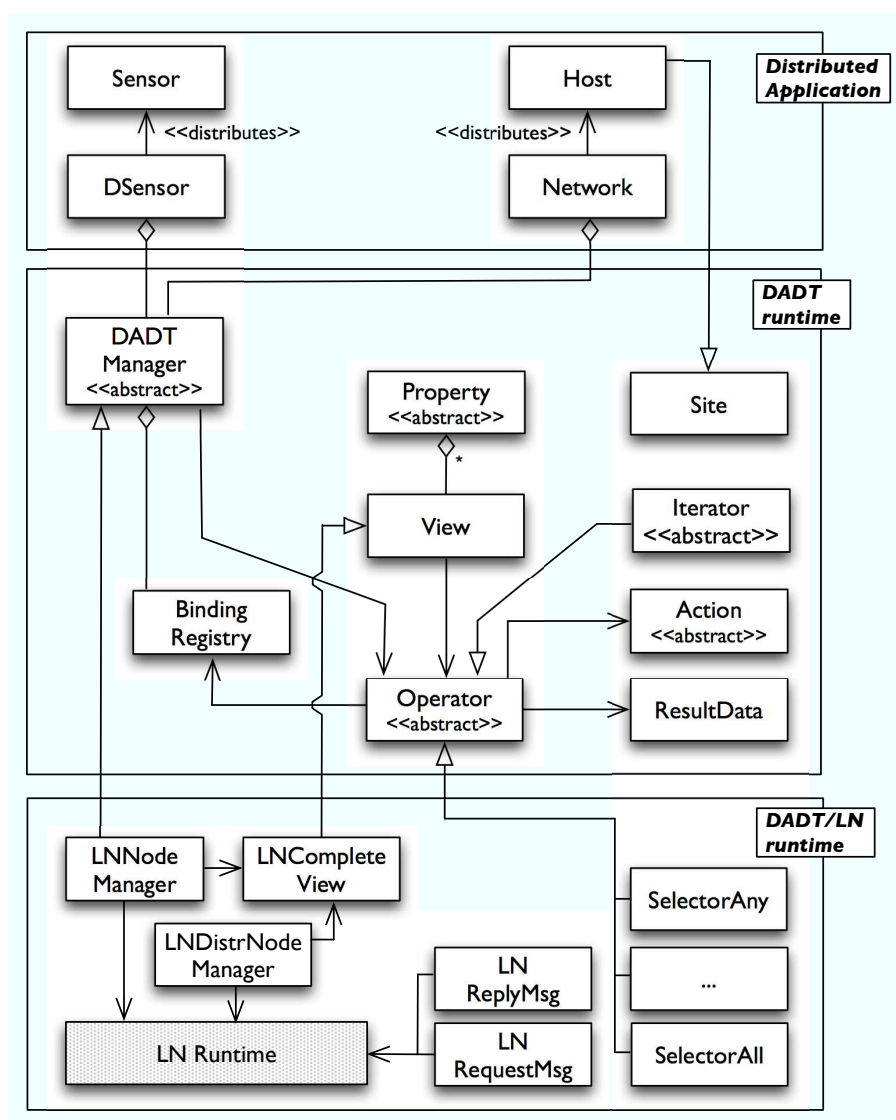 Sensor
Host
Distributed
Application
<<distributes>>
<<distributes>>
DSensor
Network
DADT
runtime
DADT
Manager
<<abstract>>
Property
<<abstract>>
*
Site
View
Iterator
<<abstract>>
Binding
Registry
Action
<<abstract>>
Operator
<<abstract>>
ResultData
DADT/LN
runtime
LNNode
Manager
LNComplete
View
SelectorAny
LNDistrNode
Manager
LN
ReplyMsg
...
LN Runtime
LN
RequestMsg
SelectorAll